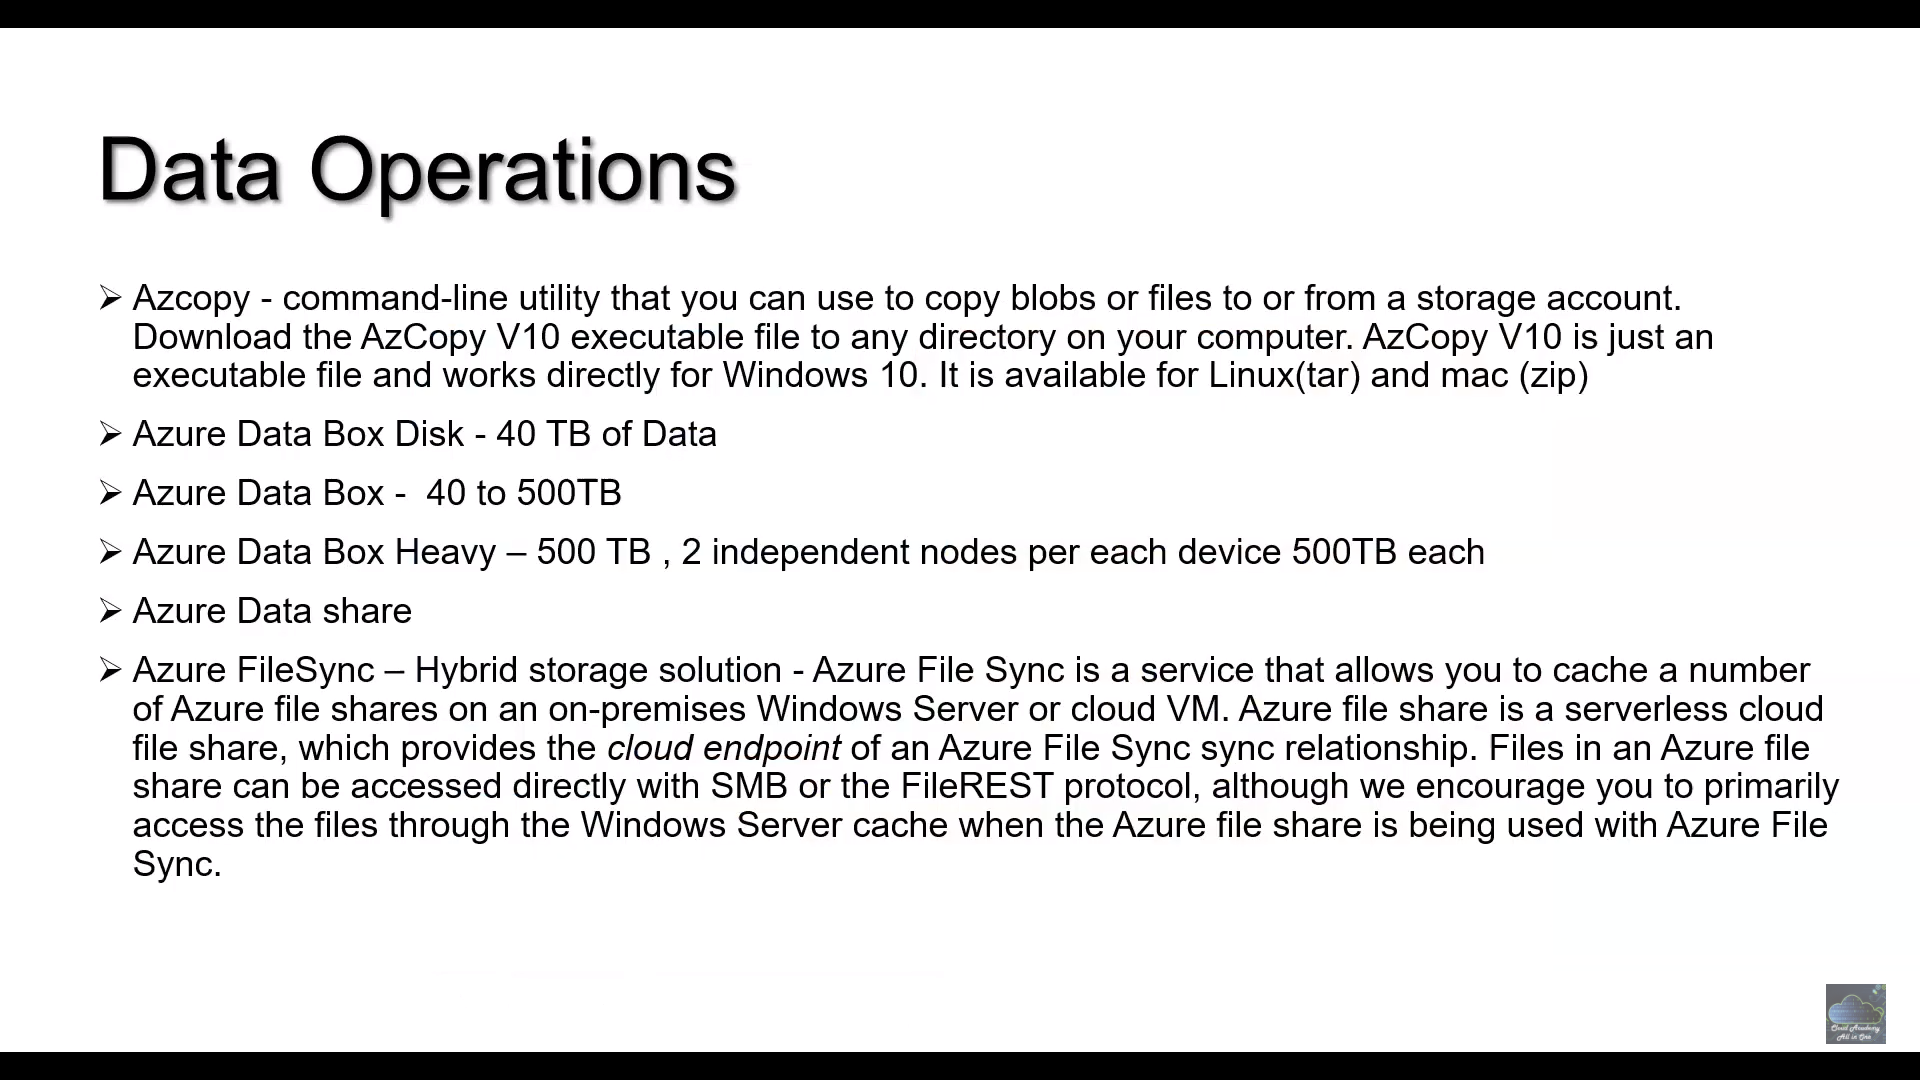 Data Operations
➢ Azcopy - command-line utility that you can use to copy blobs or files to or from a storage account.
Download the AzCopy V10 executable file to any directory on your computer. AzCopy V10 is just an
executable file and works directly for Windows 10. It is available for Linux(tar) and mac (zip)
➢ Azure Data Box Disk - 40 TB of Data
➢ Azure Data Box -  40 to 500TB
➢ Azure Data Box Heavy – 500 TB , 2 independent nodes per each device 500TB each
➢ Azure Data share
➢ Azure FileSync – Hybrid storage solution - Azure File Sync is a service that allows you to cache a number
of Azure file shares on an on-premises Windows Server or cloud VM. Azure file share is a serverless cloud
file share, which provides the cloud endpoint of an Azure File Sync sync relationship. Files in an Azure file
share can be accessed directly with SMB or the FileREST protocol, although we encourage you to primarily
access the files through the Windows Server cache when the Azure file share is being used with Azure File
Sync.
Cloud Academy
All in One